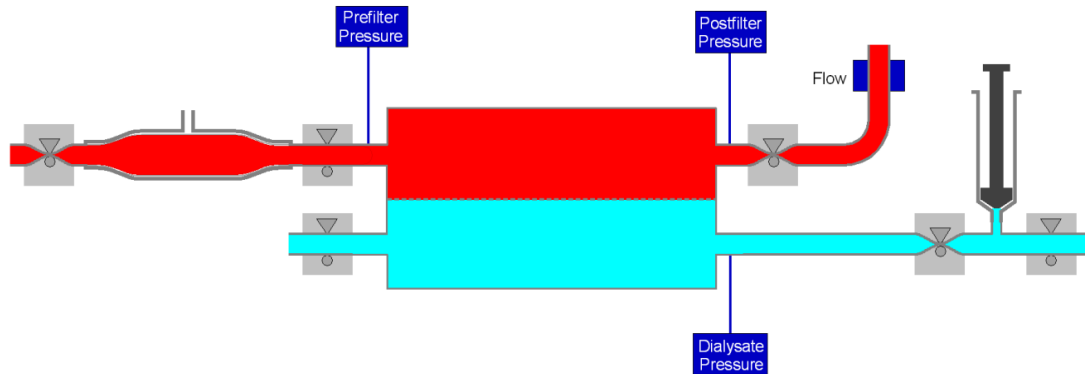 Prefilter
Pressure
Postfilter
Pressure
Flow
Dialysate
Pressure